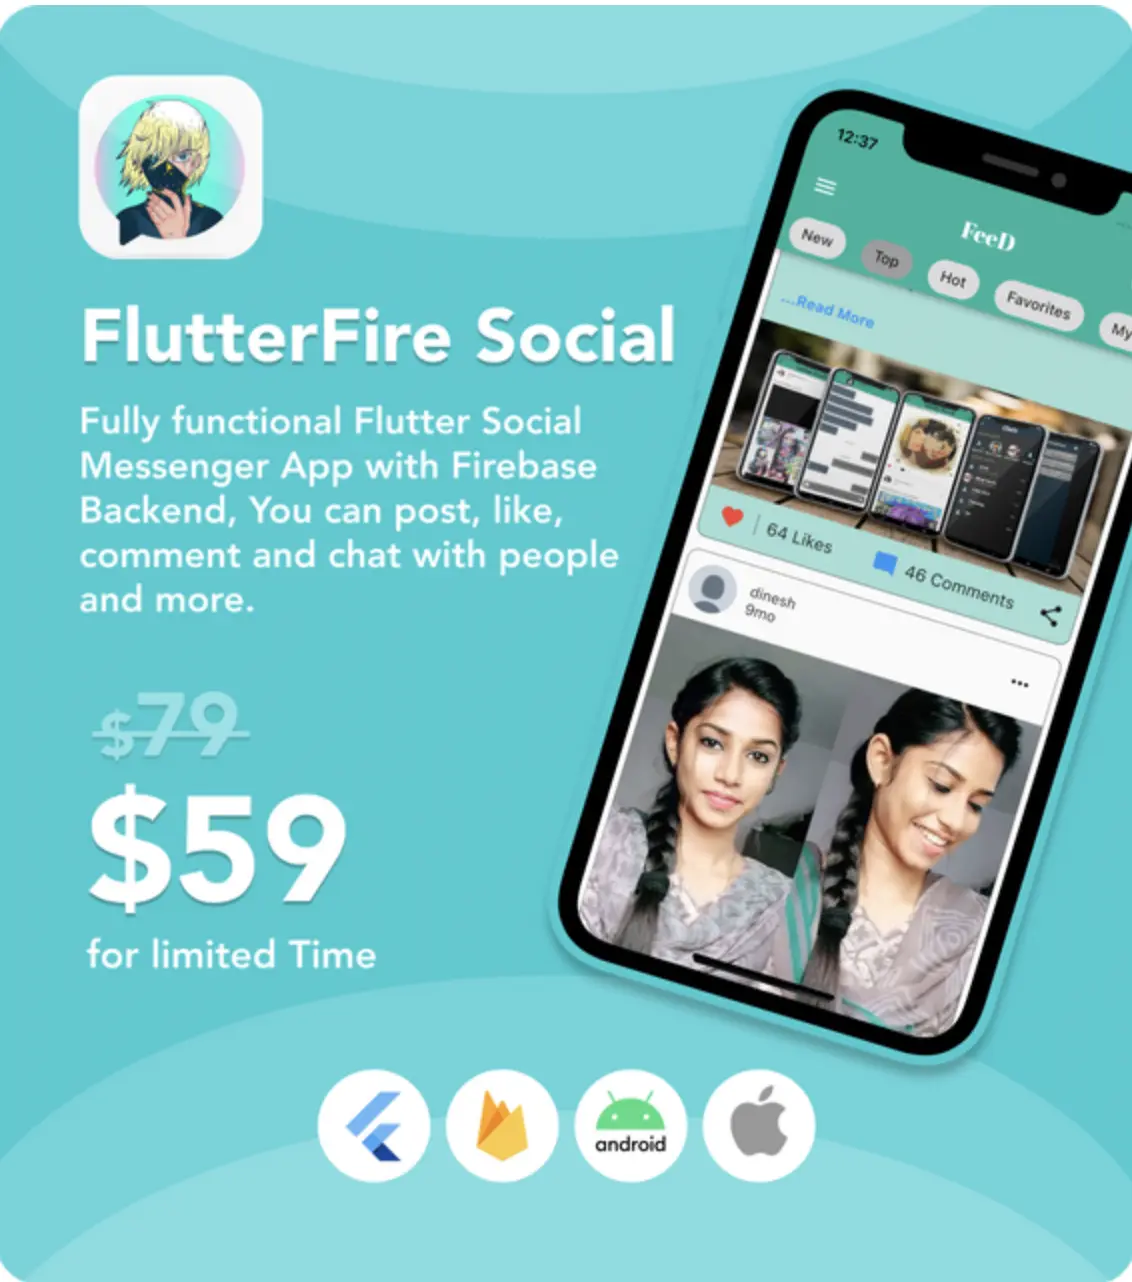 FlutterFire Social
Fully functional Flutter Social
Messenger App with Firebase
Backend, You can post, like,
comment and chat with people
and more.
$79
$59
for limited Time
12:37
FeeD
New
Top
Hot
Favorites
My
...Read More
64 Likes
46 Comments
dinesh
9mo
android